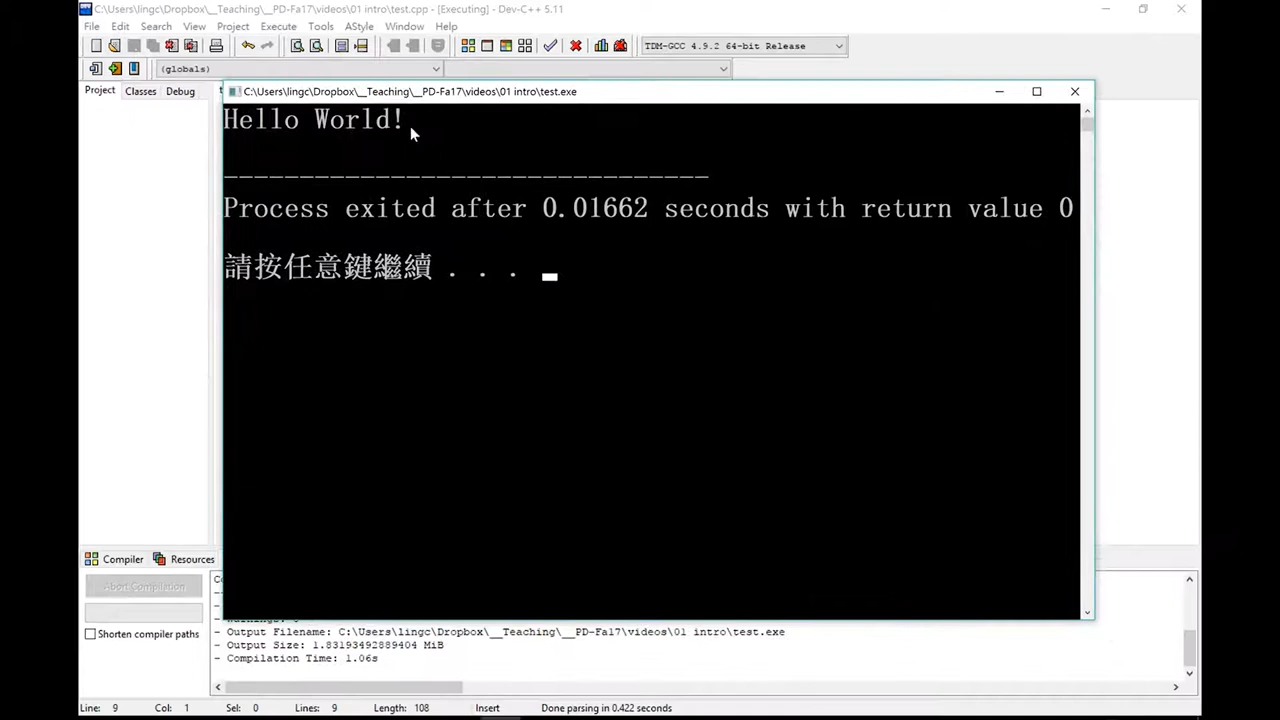 C:\Users\lingc\Dropbox\__Teaching\__PD-Fa17\videos\01 intro\test.cpp - [Executing] - Dev-C++ 5.11
File Edit Search View Project Execute Tools AStyle Window Help
TDM-GCC 4.9.2 64-bit Release
(globals)
Project Classes Debug
C:\Users\lingc\Dropbox\__Teaching\__PD-Fa17\videos\01 intro\test.exe
Hello World!
--------------------------------
Process exited after 0.01662 seconds with return value 0
請按任意鍵繼續 . . .
Compiler Resources
Abort Compilation
Shorten compiler paths
- Output Filename: C:\Users\lingc\Dropbox\__Teaching\__PD-Fa17\videos\01 intro\test.exe
- Output Size: 1.83193492889404 MiB
- Compilation Time: 1.06s
Line: 9 Col: 1 Sel: 0 Lines: 9 Length: 108 Insert Done parsing in 0.422 seconds